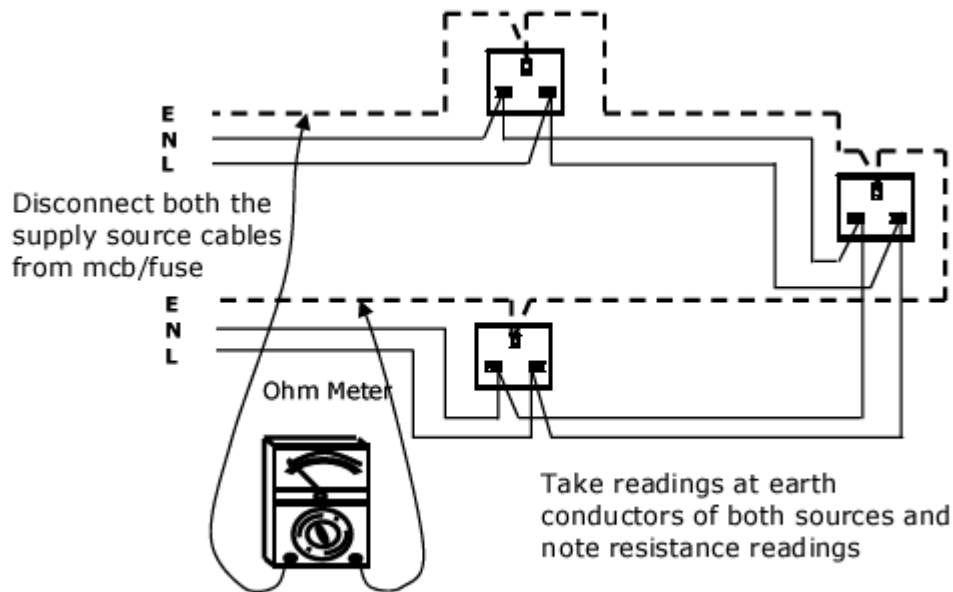 E
N
L
Disconnect both the
supply source cables
from mcb/fuse
E
N
L
Ohm Meter
Take readings at earth
conductors of both sources and
note resistance readings